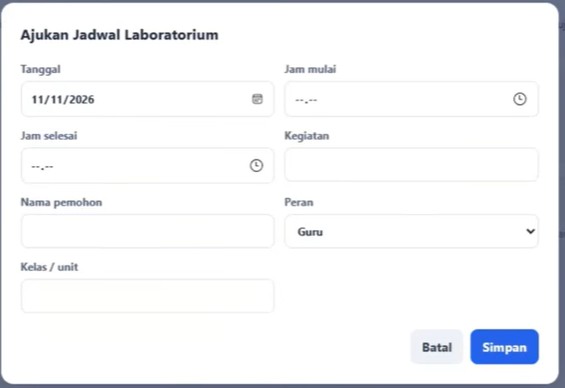 Ajukan Jadwal Laboratorium
Tanggal
Jam mulai
11/11/2026
--.--
Jam selesai
Kegiatan
--.--
Nama pemohon
Peran
Guru
Kelas / unit
Batal
Simpan